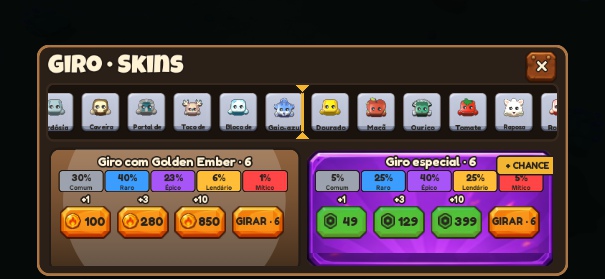 GIRO · SKINS
Caveira
Portal de
Toco de
Bloco de
Gaio-azul
Dourado
Maçã
Ouriço
Tomate
Raposa
Giro com Golden Ember · 6
30% 40% 23% 6% 1%
Comum Raro Épico Lendário Mítico
+1 +3 +10
100 280 850 GIRAR · 6
Giro especial · 6
+ CHANCE
5% 25% 40% 25% 5%
Comum Raro Épico Lendário Mítico
+1 +3 +10
49 129 399 GIRAR · 6